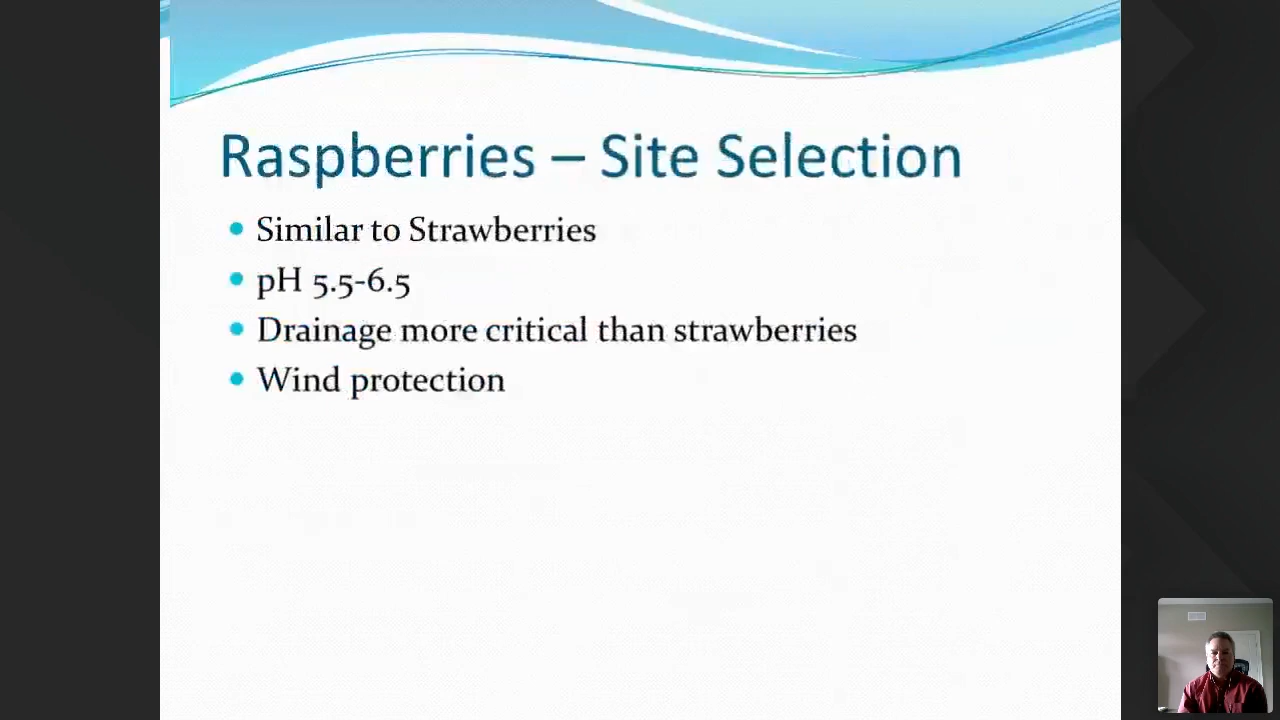 Raspberries – Site Selection
Similar to Strawberries
pH 5.5-6.5
Drainage more critical than strawberries
Wind protection